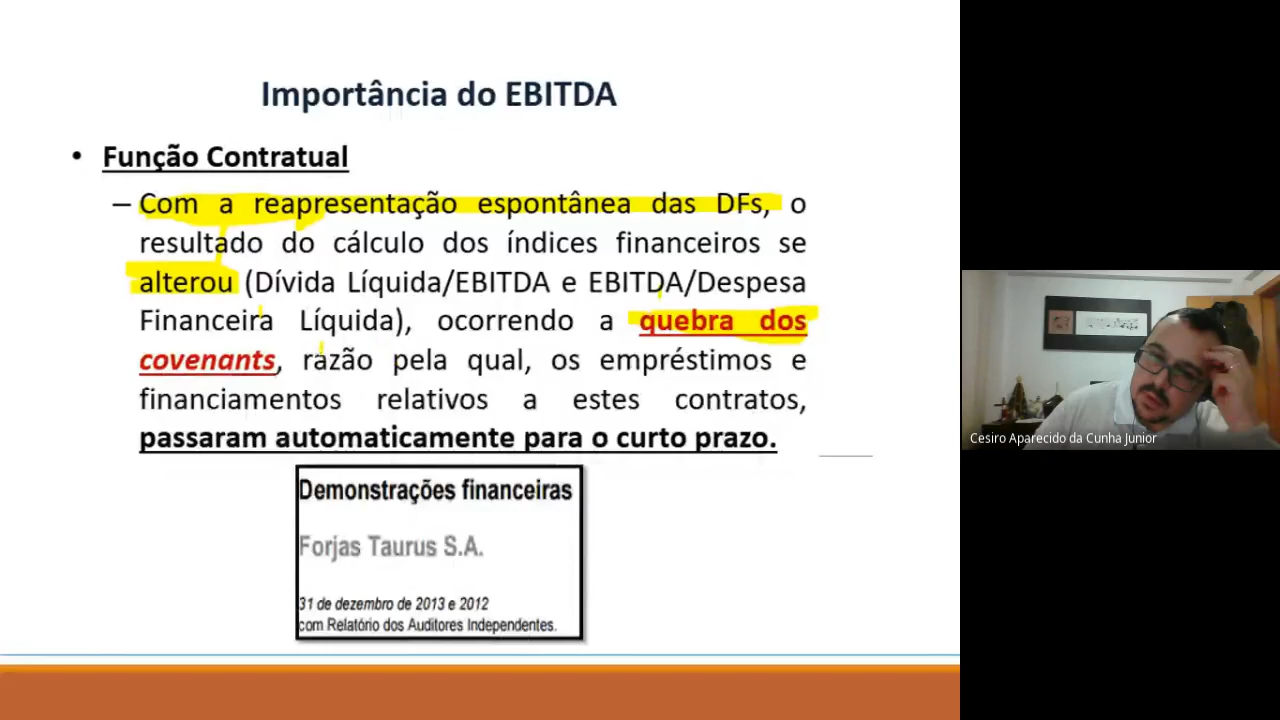 Importância do EBITDA
• Função Contratual
– Com a reapresentação espontânea das DFs, o
resultado do cálculo dos índices financeiros se
alterou (Dívida Líquida/EBITDA e EBITDA/Despesa
Financeira Líquida), ocorrendo a quebra dos
covenants, razão pela qual, os empréstimos e
financiamentos relativos a estes contratos,
passaram automaticamente para o curto prazo.
Demonstrações financeiras
Forjas Taurus S.A.
31 de dezembro de 2013 e 2012
com Relatório dos Auditores Independentes.
Cesiro Aparecido da Cunha Junior